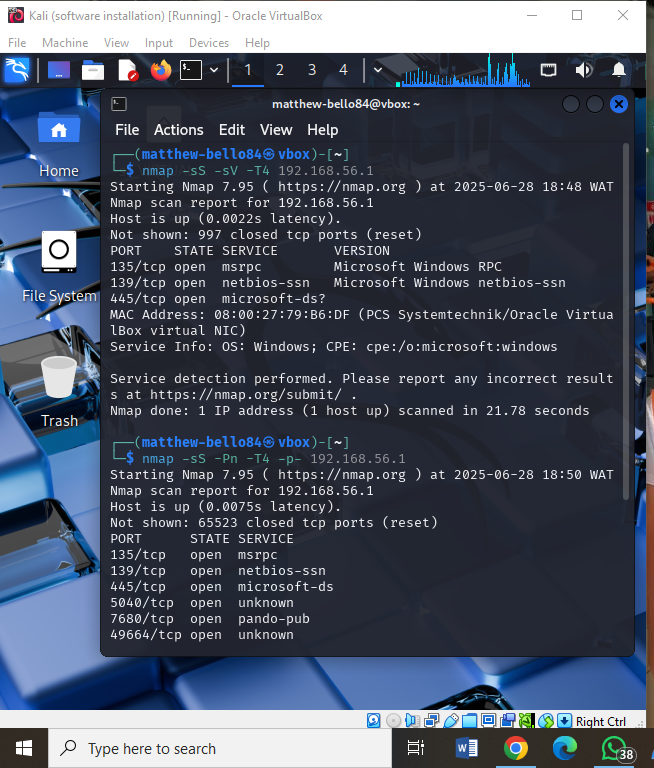 Kali (software installation) [Running] - Oracle VirtualBox
File Machine View Input Devices Help
1 2 3 4
matthew-bello84@vbox: ~
File Actions Edit View Help
Home
File System
Trash
┌──(matthew-bello84㉿vbox)-[~]
└─$ nmap -sS -sV -T4 192.168.56.1
Starting Nmap 7.95 ( https://nmap.org ) at 2025-06-28 18:48 WAT
Nmap scan report for 192.168.56.1
Host is up (0.0022s latency).
Not shown: 997 closed tcp ports (reset)
PORT    STATE SERVICE       VERSION
135/tcp open  msrpc         Microsoft Windows RPC
139/tcp open  netbios-ssn   Microsoft Windows netbios-ssn
445/tcp open  microsoft-ds?
MAC Address: 08:00:27:79:B6:DF (PCS Systemtechnik/Oracle Virtua
lBox virtual NIC)
Service Info: OS: Windows; CPE: cpe:/o:microsoft:windows
Service detection performed. Please report any incorrect result
s at https://nmap.org/submit/ .
Nmap done: 1 IP address (1 host up) scanned in 21.78 seconds
┌──(matthew-bello84㉿vbox)-[~]
└─$ nmap -sS -Pn -T4 -p- 192.168.56.1
Starting Nmap 7.95 ( https://nmap.org ) at 2025-06-28 18:50 WAT
Nmap scan report for 192.168.56.1
Host is up (0.0075s latency).
Not shown: 65523 closed tcp ports (reset)
PORT      STATE SERVICE
135/tcp   open  msrpc
139/tcp   open  netbios-ssn
445/tcp   open  microsoft-ds
5040/tcp  open  unknown
7680/tcp  open  pando-pub
49664/tcp open  unknown
Right Ctrl
Type here to search
38